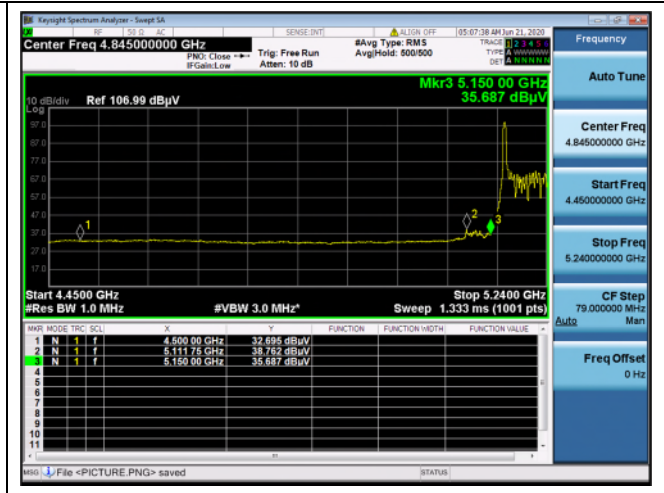 Keysight Spectrum Analyzer - Swept SA
RF 50 Ω AC SENSE:INT ALIGN OFF 05:07:38 AM Jun 21, 2020
Center Freq 4.845000000 GHz
PNO: Close
IFGain:Low
Trig: Free Run
Atten: 10 dB
#Avg Type: RMS
Avg|Hold: 500/500
TRACE 1 2 3 4 5 6
TYPE A WWWWW
DET A N N N N N
Mkr3 5.150 00 GHz
35.687 dBµV
10 dB/div Ref 106.99 dBµV
Log
97.0
87.0
77.0
67.0
57.0
47.0
37.0
27.0
17.0
1
2
3
Start 4.4500 GHz Stop 5.2400 GHz
#Res BW 1.0 MHz #VBW 3.0 MHz* Sweep 1.333 ms (1001 pts)
MKR MODE TRC SCL X Y FUNCTION FUNCTION WIDTH FUNCTION VALUE
1 N 1 f 4.500 00 GHz 32.695 dBµV
2 N 1 f 5.111 75 GHz 38.762 dBµV
3 N 1 f 5.150 00 GHz 35.687 dBµV
4
5
6
7
8
9
10
11
MSG File <PICTURE.PNG> saved STATUS
Frequency
Auto Tune
Center Freq
4.845000000 GHz
Start Freq
4.450000000 GHz
Stop Freq
5.240000000 GHz
CF Step
79.000000 MHz
Auto Man
Freq Offset
0 Hz